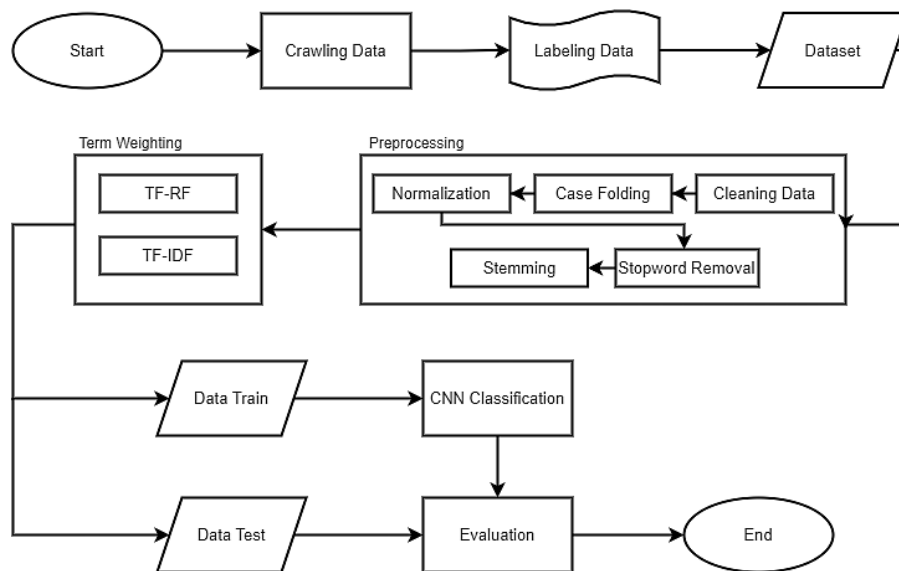 Start
Crawling Data
Labeling Data
Dataset
Term Weighting
TF-RF
TF-IDF
Preprocessing
Normalization
Case Folding
Cleaning Data
Stemming
Stopword Removal
Data Train
CNN Classification
Data Test
Evaluation
End